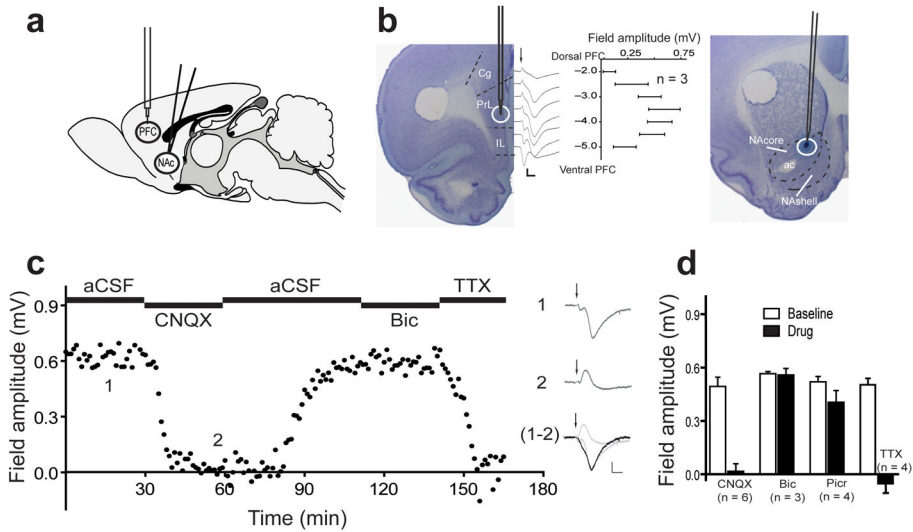 a
PFC
NAc
b
Cg
PrL
IL
Field amplitude (mV)
Dorsal PFC
0.25 0.75
−2.0
−3.0
−4.0
−5.0
n = 3
Ventral PFC
NAcore
ac
NAshell
c
aCSF aCSF TTX
CNQX Bic
Field amplitude (mV)
0.9
0.6
0.3
0.0
1
2
30 60 90 120 150 180
Time (min)
1
2
(1-2)
d
Field amplitude (mV)
0.9
0.6
0.3
0.0
Baseline
Drug
CNQX
(n = 6)
Bic
(n = 3)
Picr
(n = 4)
TTX
(n = 4)